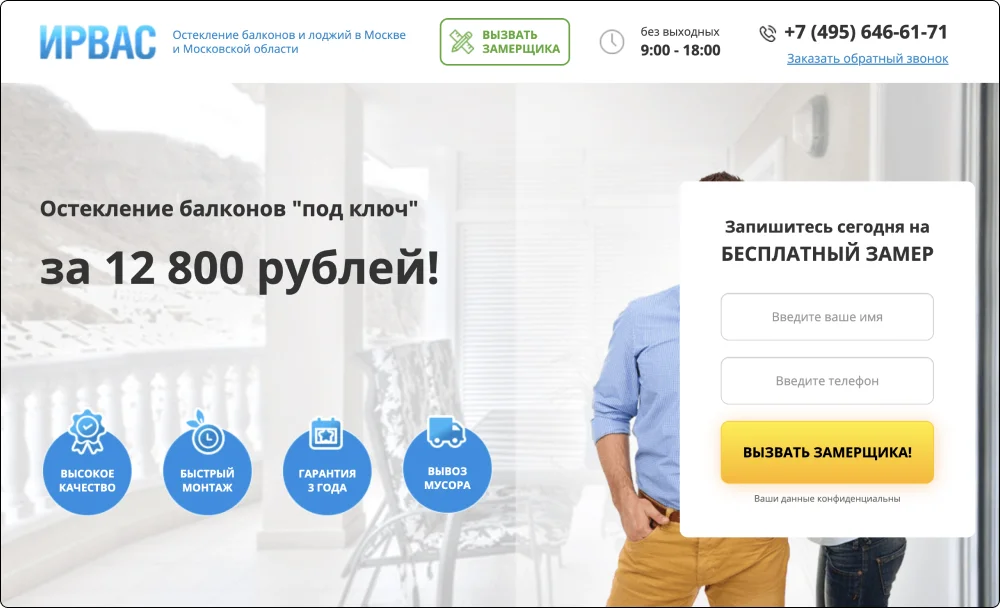 ИРВАС
Остекление балконов и лоджий в Москве
и Московской области
ВЫЗВАТЬ
ЗАМЕРЩИКА
без выходных
9:00 - 18:00
+7 (495) 646-61-71
Заказать обратный звонок
Остекление балконов "под ключ"
за 12 800 рублей!
ВЫСОКОЕ
КАЧЕСТВО
БЫСТРЫЙ
МОНТАЖ
ГАРАНТИЯ
3 ГОДА
ВЫВОЗ
МУСОРА
Запишитесь сегодня на
БЕСПЛАТНЫЙ ЗАМЕР
Введите ваше имя
Введите телефон
ВЫЗВАТЬ ЗАМЕРЩИКА!
Ваши данные конфиденциальны